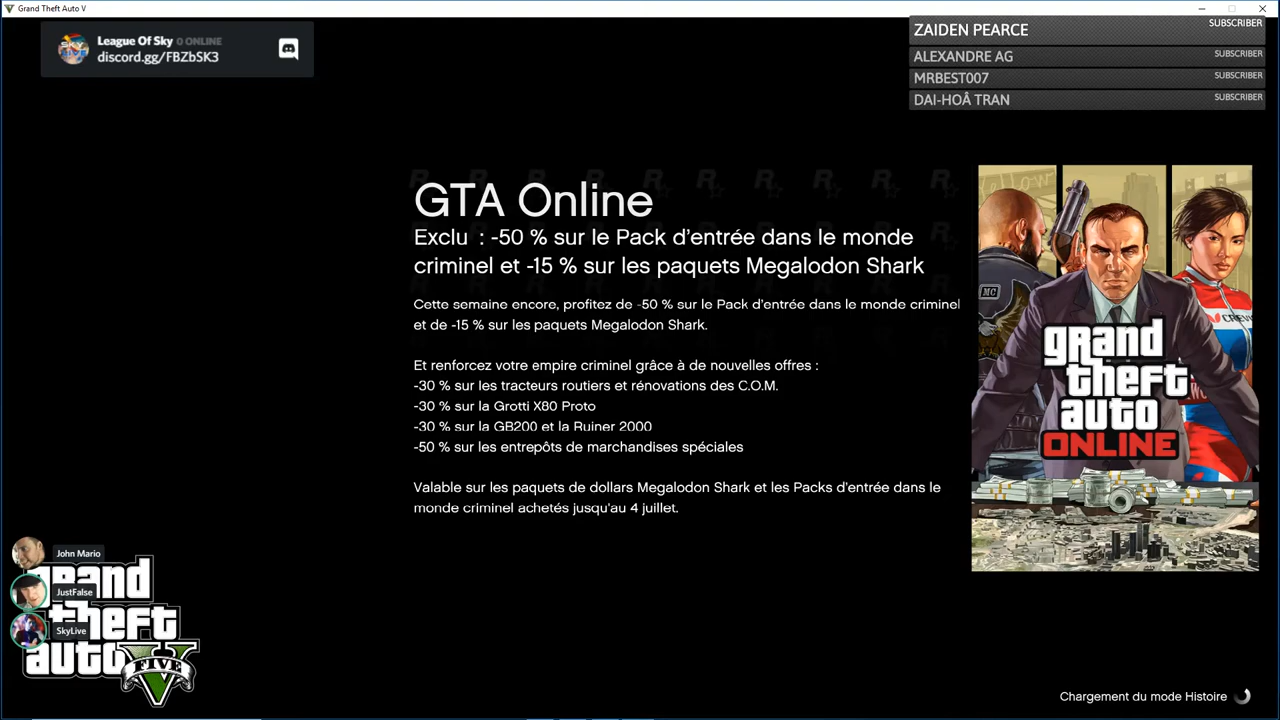 Grand Theft Auto V
League Of Sky 0 ONLINE
discord.gg/FBZbSK3
ZAIDEN PEARCE SUBSCRIBER
ALEXANDRE AG SUBSCRIBER
MRBEST007 SUBSCRIBER
DAI-HOÂ TRAN SUBSCRIBER
GTA Online
Exclu : -50 % sur le Pack d'entrée dans le monde
criminel et -15 % sur les paquets Megalodon Shark
Cette semaine encore, profitez de -50 % sur le Pack d'entrée dans le monde criminel
et de -15 % sur les paquets Megalodon Shark.
Et renforcez votre empire criminel grâce à de nouvelles offres :
-30 % sur les tracteurs routiers et rénovations des C.O.M.
-30 % sur la Grotti X80 Proto
-30 % sur la GB200 et la Ruiner 2000
-50 % sur les entrepôts de marchandises spéciales
Valable sur les paquets de dollars Megalodon Shark et les Packs d'entrée dans le
monde criminel achetés jusqu'au 4 juillet.
MC
grand
theft
auto
ONLINE
John Mario
JustFalse
SkyLive
grand
theft
auto
FIVE
Chargement du mode Histoire